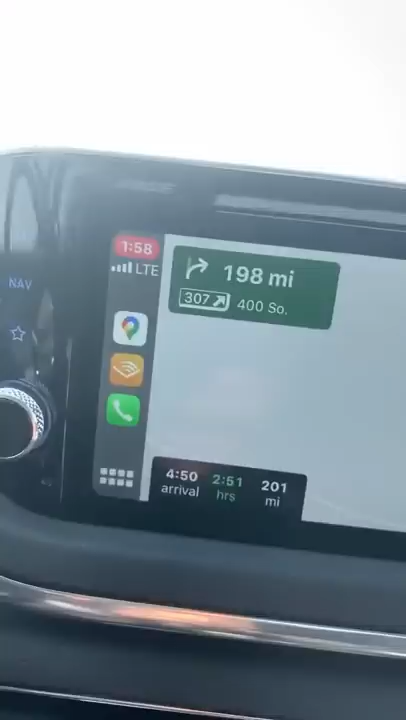 1:58
LTE
NAV
198 mi
307 400 So.
4:50 2:51 201
arrival hrs mi